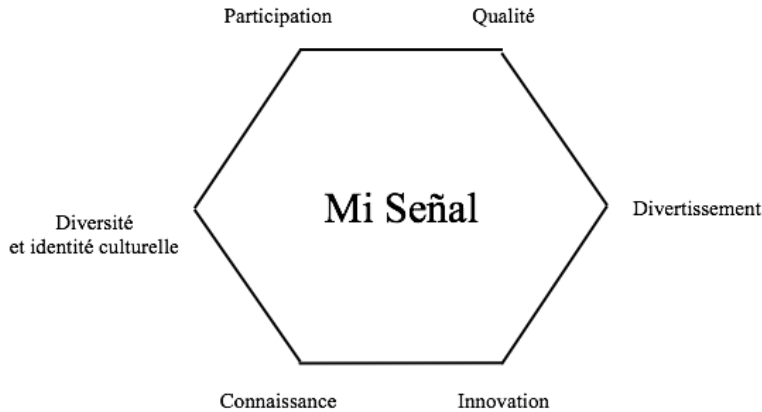 Participation
Qualité
Mi Señal
Divertissement
Diversité
et identité culturelle
Connaissance
Innovation